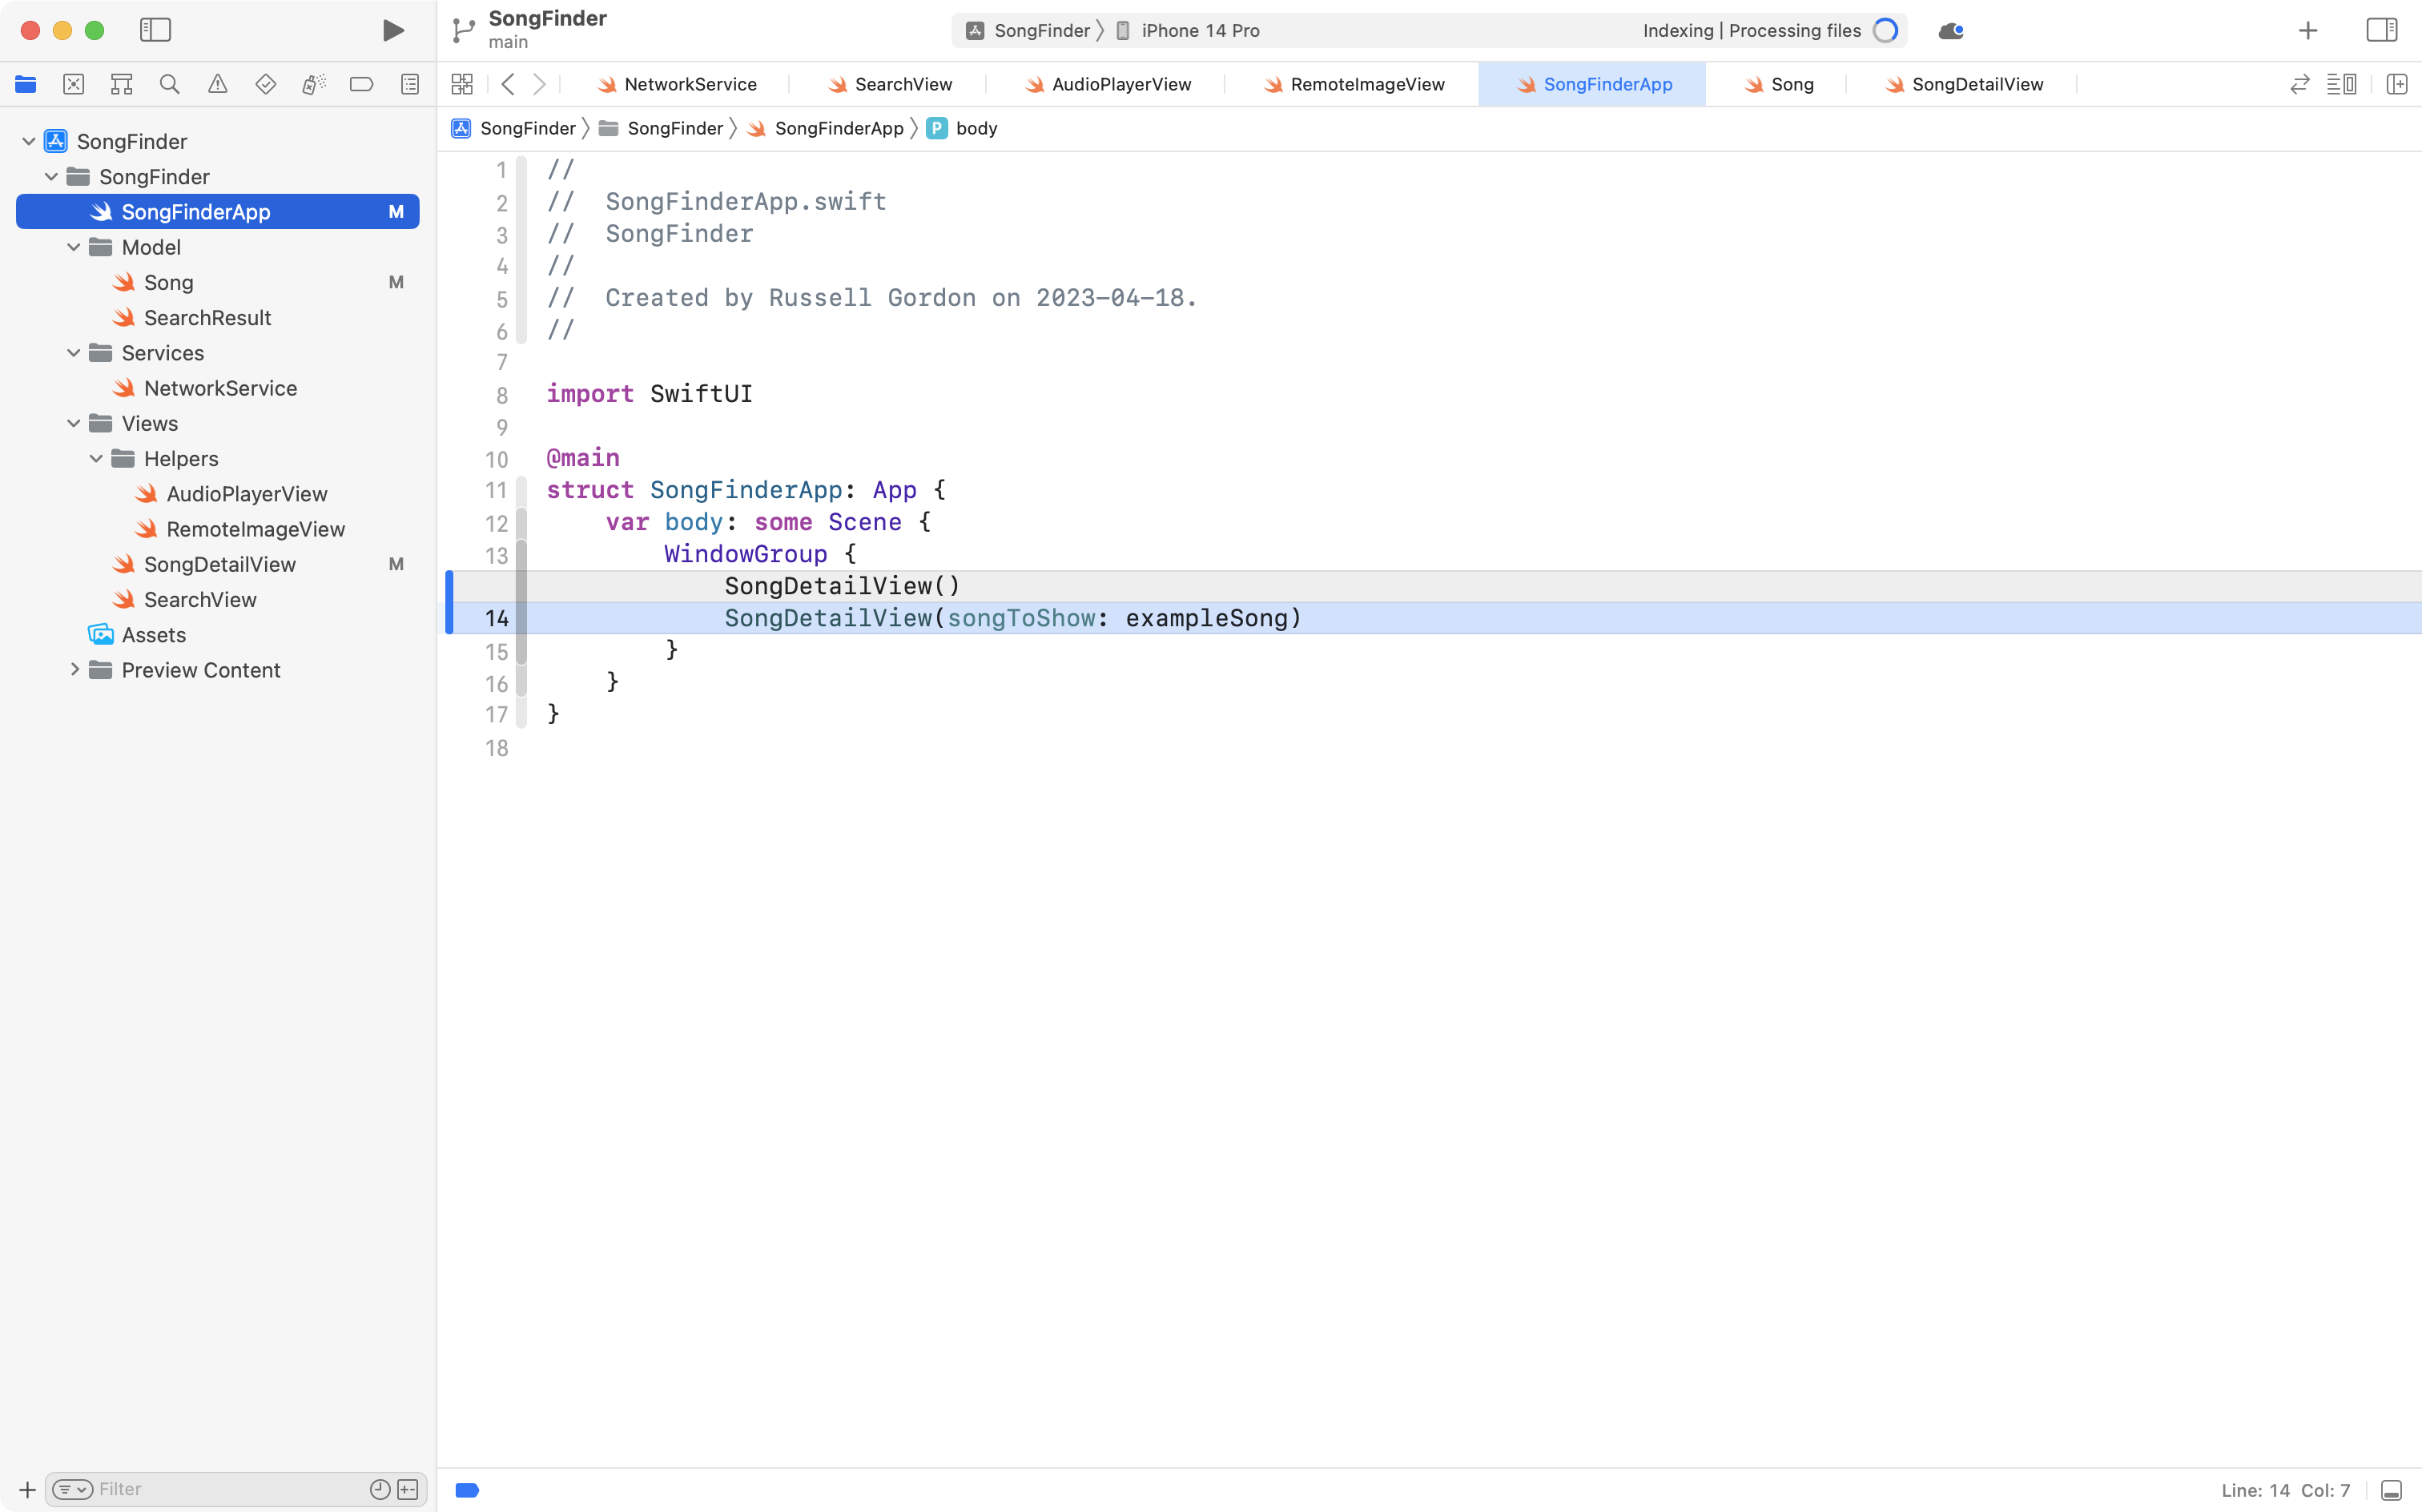 SongFinder
main
SongFinder iPhone 14 Pro Indexing | Processing files
NetworkService SearchView AudioPlayerView RemoteImageView SongFinderApp Song SongDetailView
SongFinder SongFinder SongFinderApp P body
SongFinder
SongFinder
SongFinderApp M
Model
Song M
SearchResult
Services
NetworkService
Views
Helpers
AudioPlayerView
RemoteImageView
SongDetailView M
SearchView
Assets
Preview Content
Filter
1 //
2 //  SongFinderApp.swift
3 //  SongFinder
4 //
5 //  Created by Russell Gordon on 2023-04-18.
6 //
7
8 import SwiftUI
9
10 @main
11 struct SongFinderApp: App {
12     var body: some Scene {
13         WindowGroup {
            SongDetailView()
14             SongDetailView(songToShow: exampleSong)
15         }
16     }
17 }
18
Line: 14 Col: 7